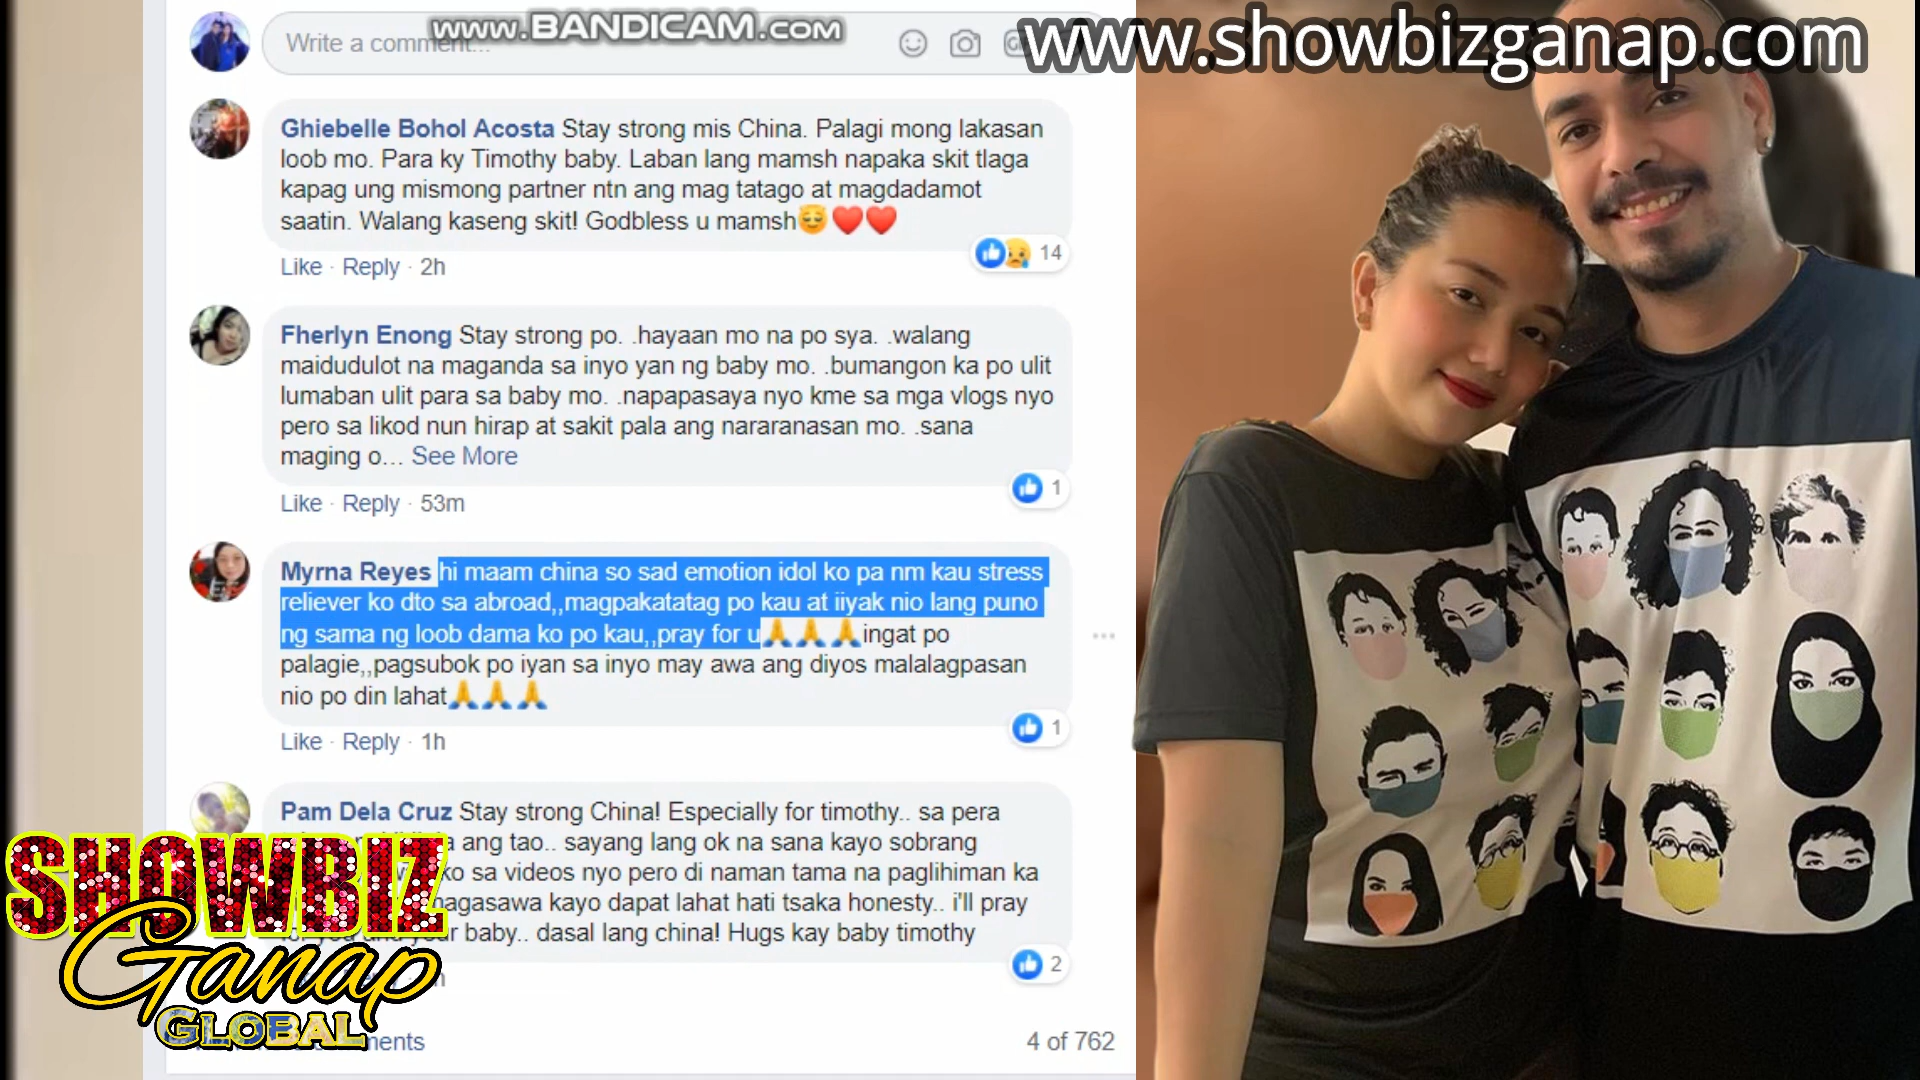 www.BANDICAM.com
www.showbizganap.com
Write a comment...
Ghiebelle Bohol Acosta Stay strong mis China. Palagi mong lakasan
loob mo. Para ky Timothy baby. Laban lang mamsh napaka skit tlaga
kapag ung mismong partner ntn ang mag tatago at magdadamot
saatin. Walang kaseng skit! Godbless u mamsh😇❤️❤️
14
Like · Reply · 2h
Fherlyn Enong Stay strong po. .hayaan mo na po sya. .walang
maidudulot na maganda sa inyo yan ng baby mo. .bumangon ka po ulit
lumaban ulit para sa baby mo. .napapasaya nyo kme sa mga vlogs nyo
pero sa likod nun hirap at sakit pala ang nararanasan mo. .sana
maging o... See More
1
Like · Reply · 53m
Myrna Reyes hi maam china so sad emotion idol ko pa nm kau stress
reliever ko dto sa abroad,,magpakatatag po kau at iiyak nio lang puno
ng sama ng loob dama ko po kau,,pray for u🙏🙏🙏ingat po
palagie,,pagsubok po iyan sa inyo may awa ang diyos malalagpasan
nio po din lahat🙏🙏🙏
1
Like · Reply · 1h
Pam Dela Cruz Stay strong China! Especially for timothy.. sa pera
ang tao.. sayang lang ok na sana kayo sobrang
ko sa videos nyo pero di naman tama na paglihiman ka
magasawa kayo dapat lahat hati tsaka honesty.. i'll pray
your baby.. dasal lang china! Hugs kay baby timothy
2
4 of 762
SHOWBIZ
Ganap
GLOBAL